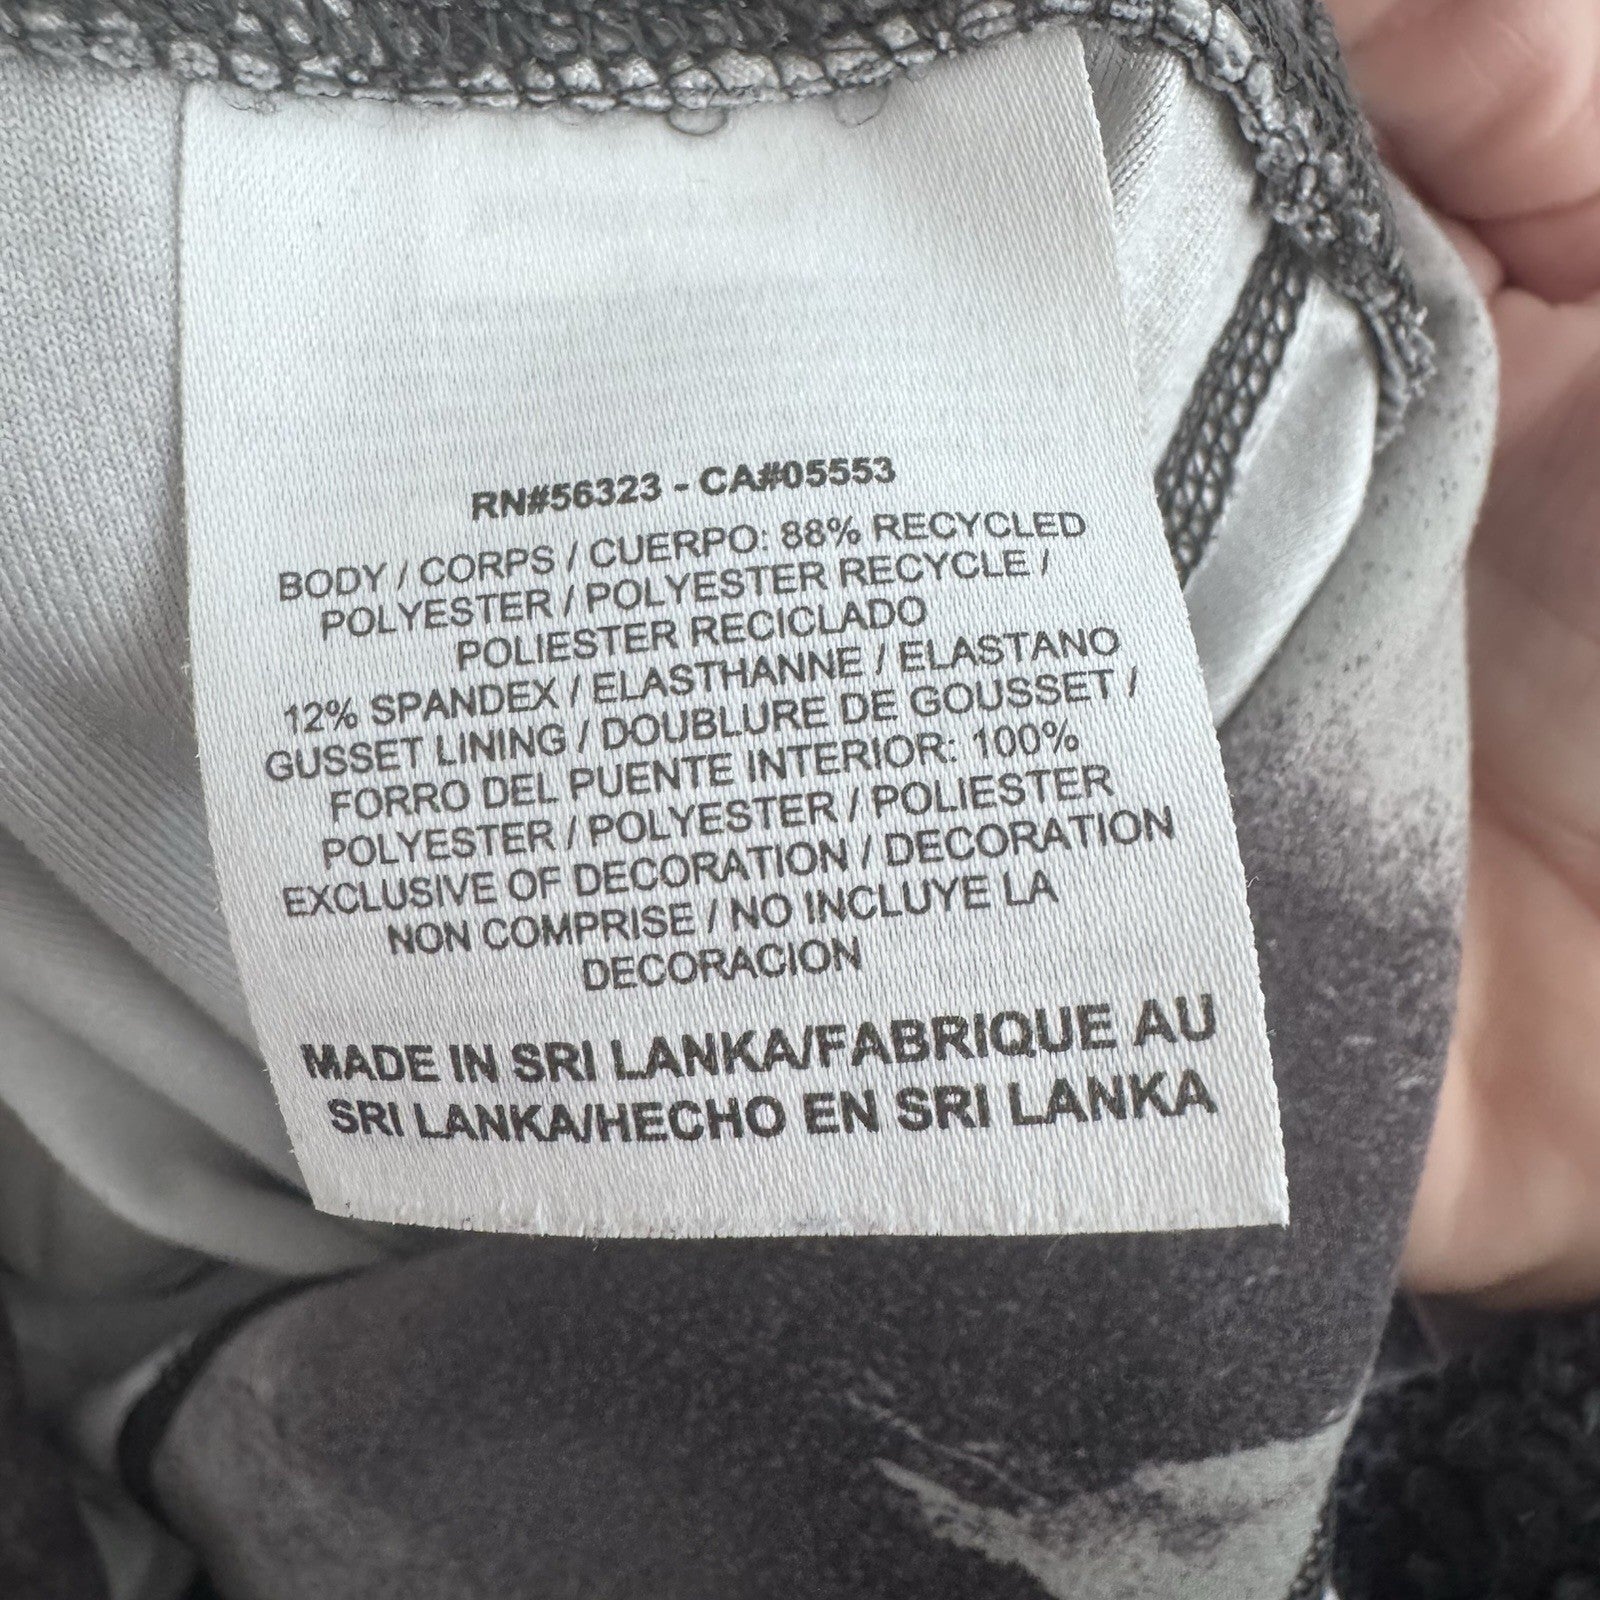 RN#56323 - CA#05553
BODY / CORPS / CUERPO: 88% RECYCLED
POLYESTER / POLYESTER RECYCLE /
POLIESTER RECICLADO
12% SPANDEX / ELASTHANNE / ELASTANO
GUSSET LINING / DOUBLURE DE GOUSSET /
FORRO DEL PUENTE INTERIOR: 100%
POLYESTER / POLYESTER / POLIESTER
EXCLUSIVE OF DECORATION / DECORATION
NON COMPRISE / NO INCLUYE LA
DECORACION
MADE IN SRI LANKA/FABRIQUE AU
SRI LANKA/HECHO EN SRI LANKA